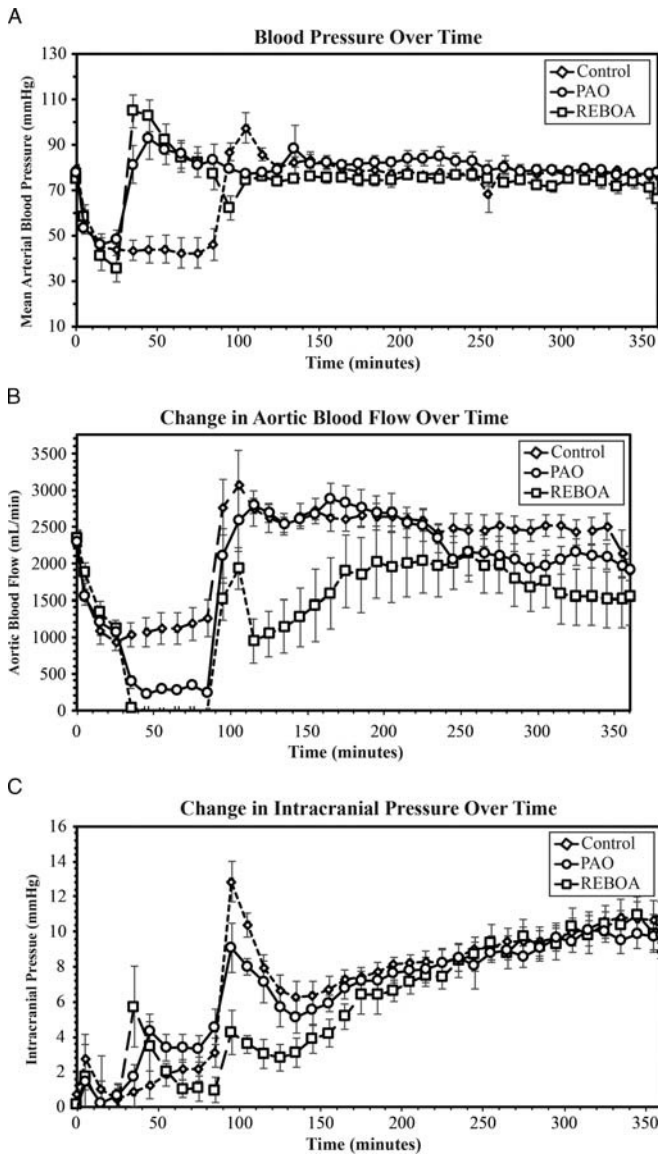 A
Blood Pressure Over Time
Mean Arterial Blood Pressure (mmHg)
130
110
90
70
50
30
10
Control
PAO
REBOA
0 50 100 150 200 250 300 350
Time (minutes)
B
Change in Aortic Blood Flow Over Time
Aortic Blood Flow (mL/min)
3500
3000
2500
2000
1500
1000
500
0
Control
PAO
REBOA
0 50 100 150 200 250 300 350
Time (minutes)
C
Change in Intracranial Pressure Over Time
Intracranial Pressue (mmHg)
16
14
12
10
8
6
4
2
0
Control
PAO
REBOA
0 50 100 150 200 250 300 350
Time (minutes)